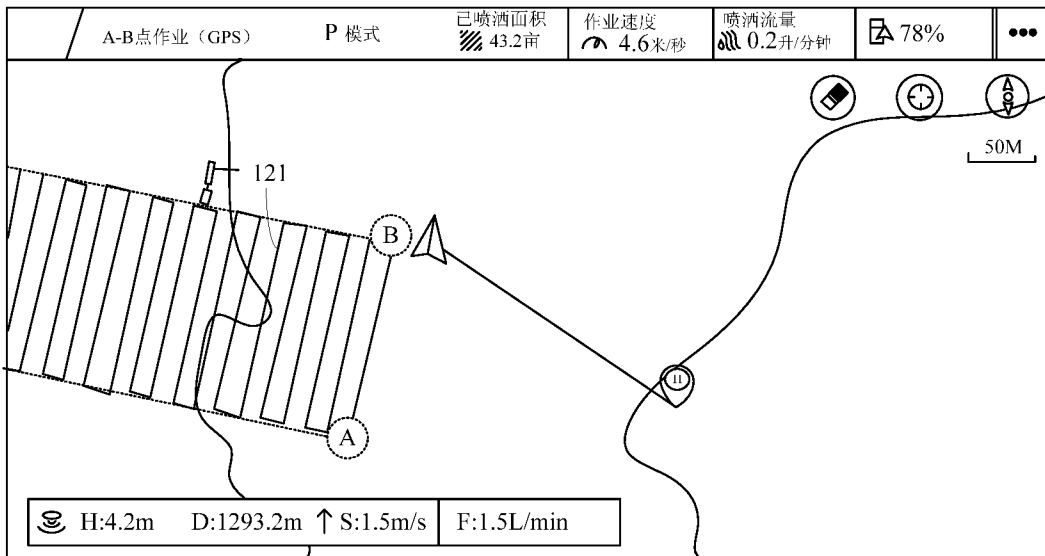 A-B点作业（GPS）
P 模式
已喷洒面积
43.2亩
作业速度
4.6米/秒
喷洒流量
0.2升/分钟
78%
50M
121
B
11
A
H:4.2m D:1293.2m ↑ S:1.5m/s F:1.5L/min